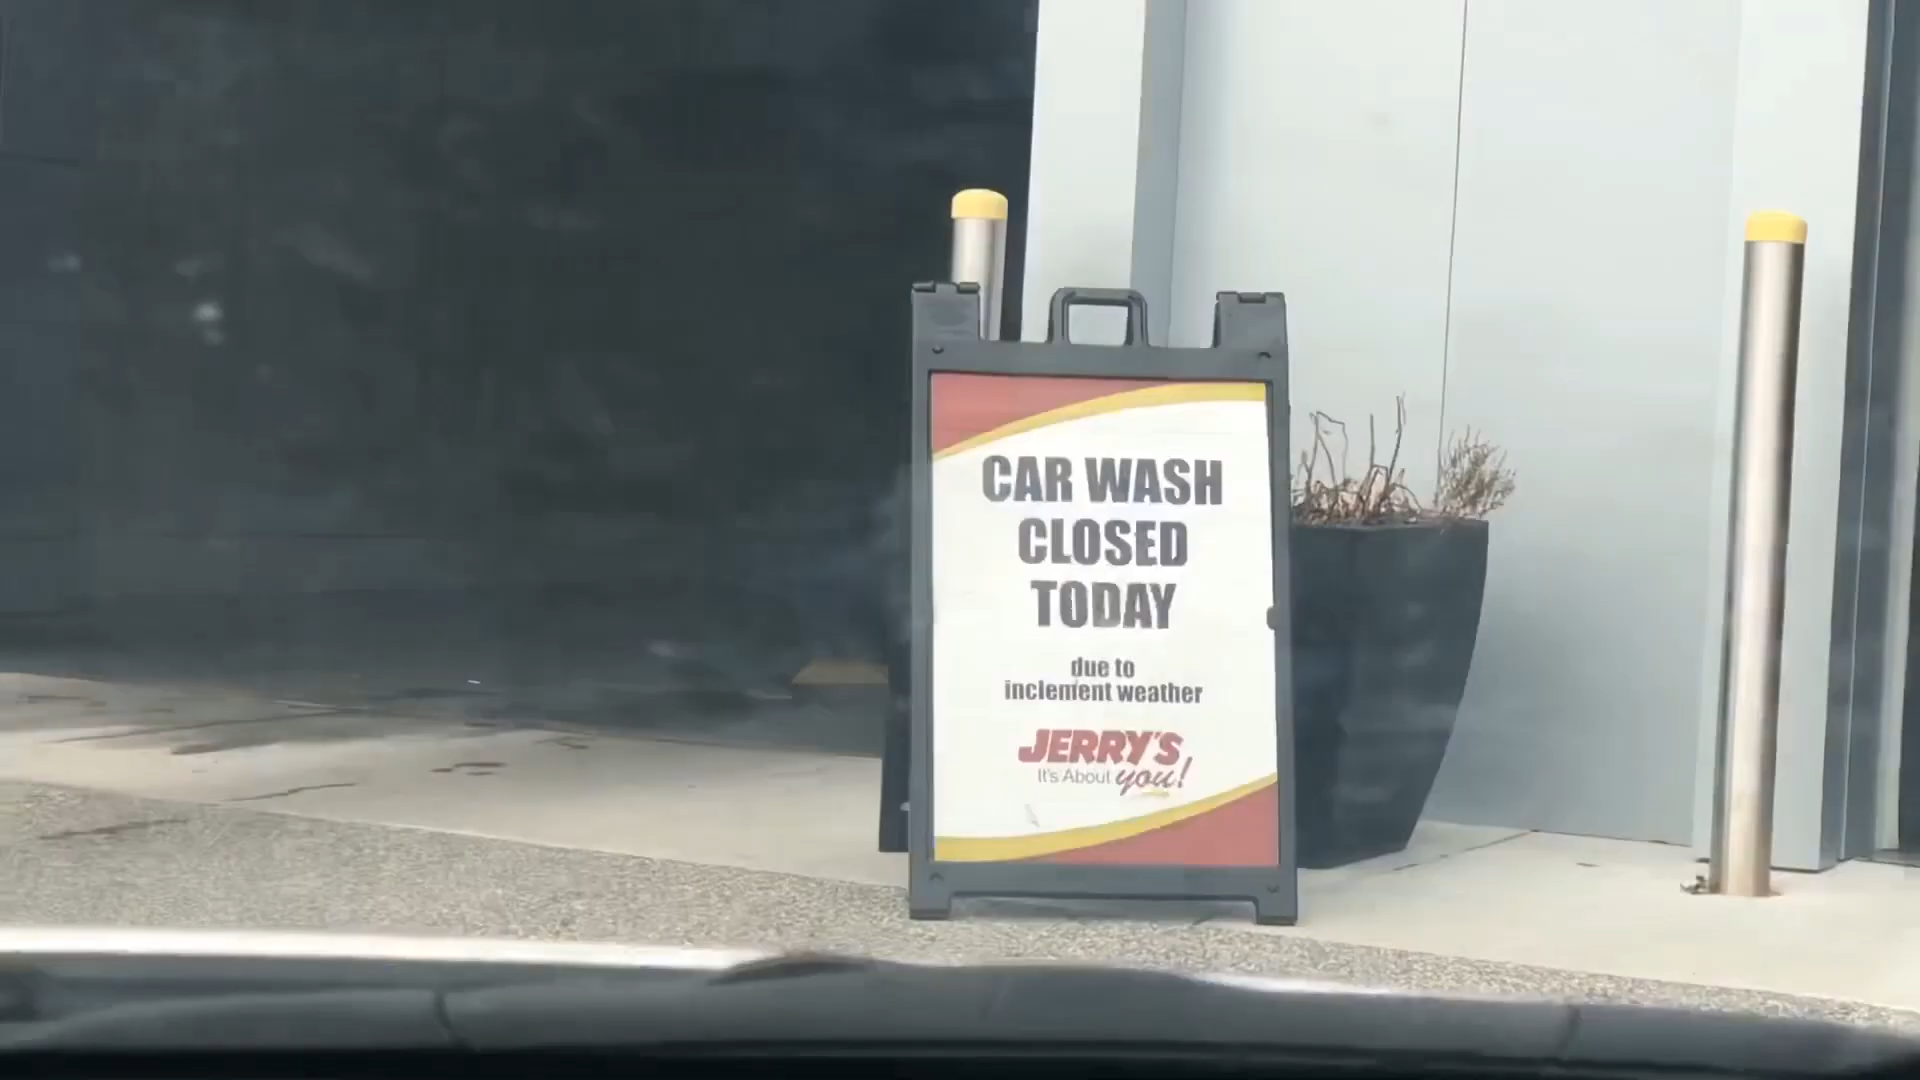 CAR WASH
CLOSED
TODAY
due to
inclement weather
JERRY'S
It's About you!